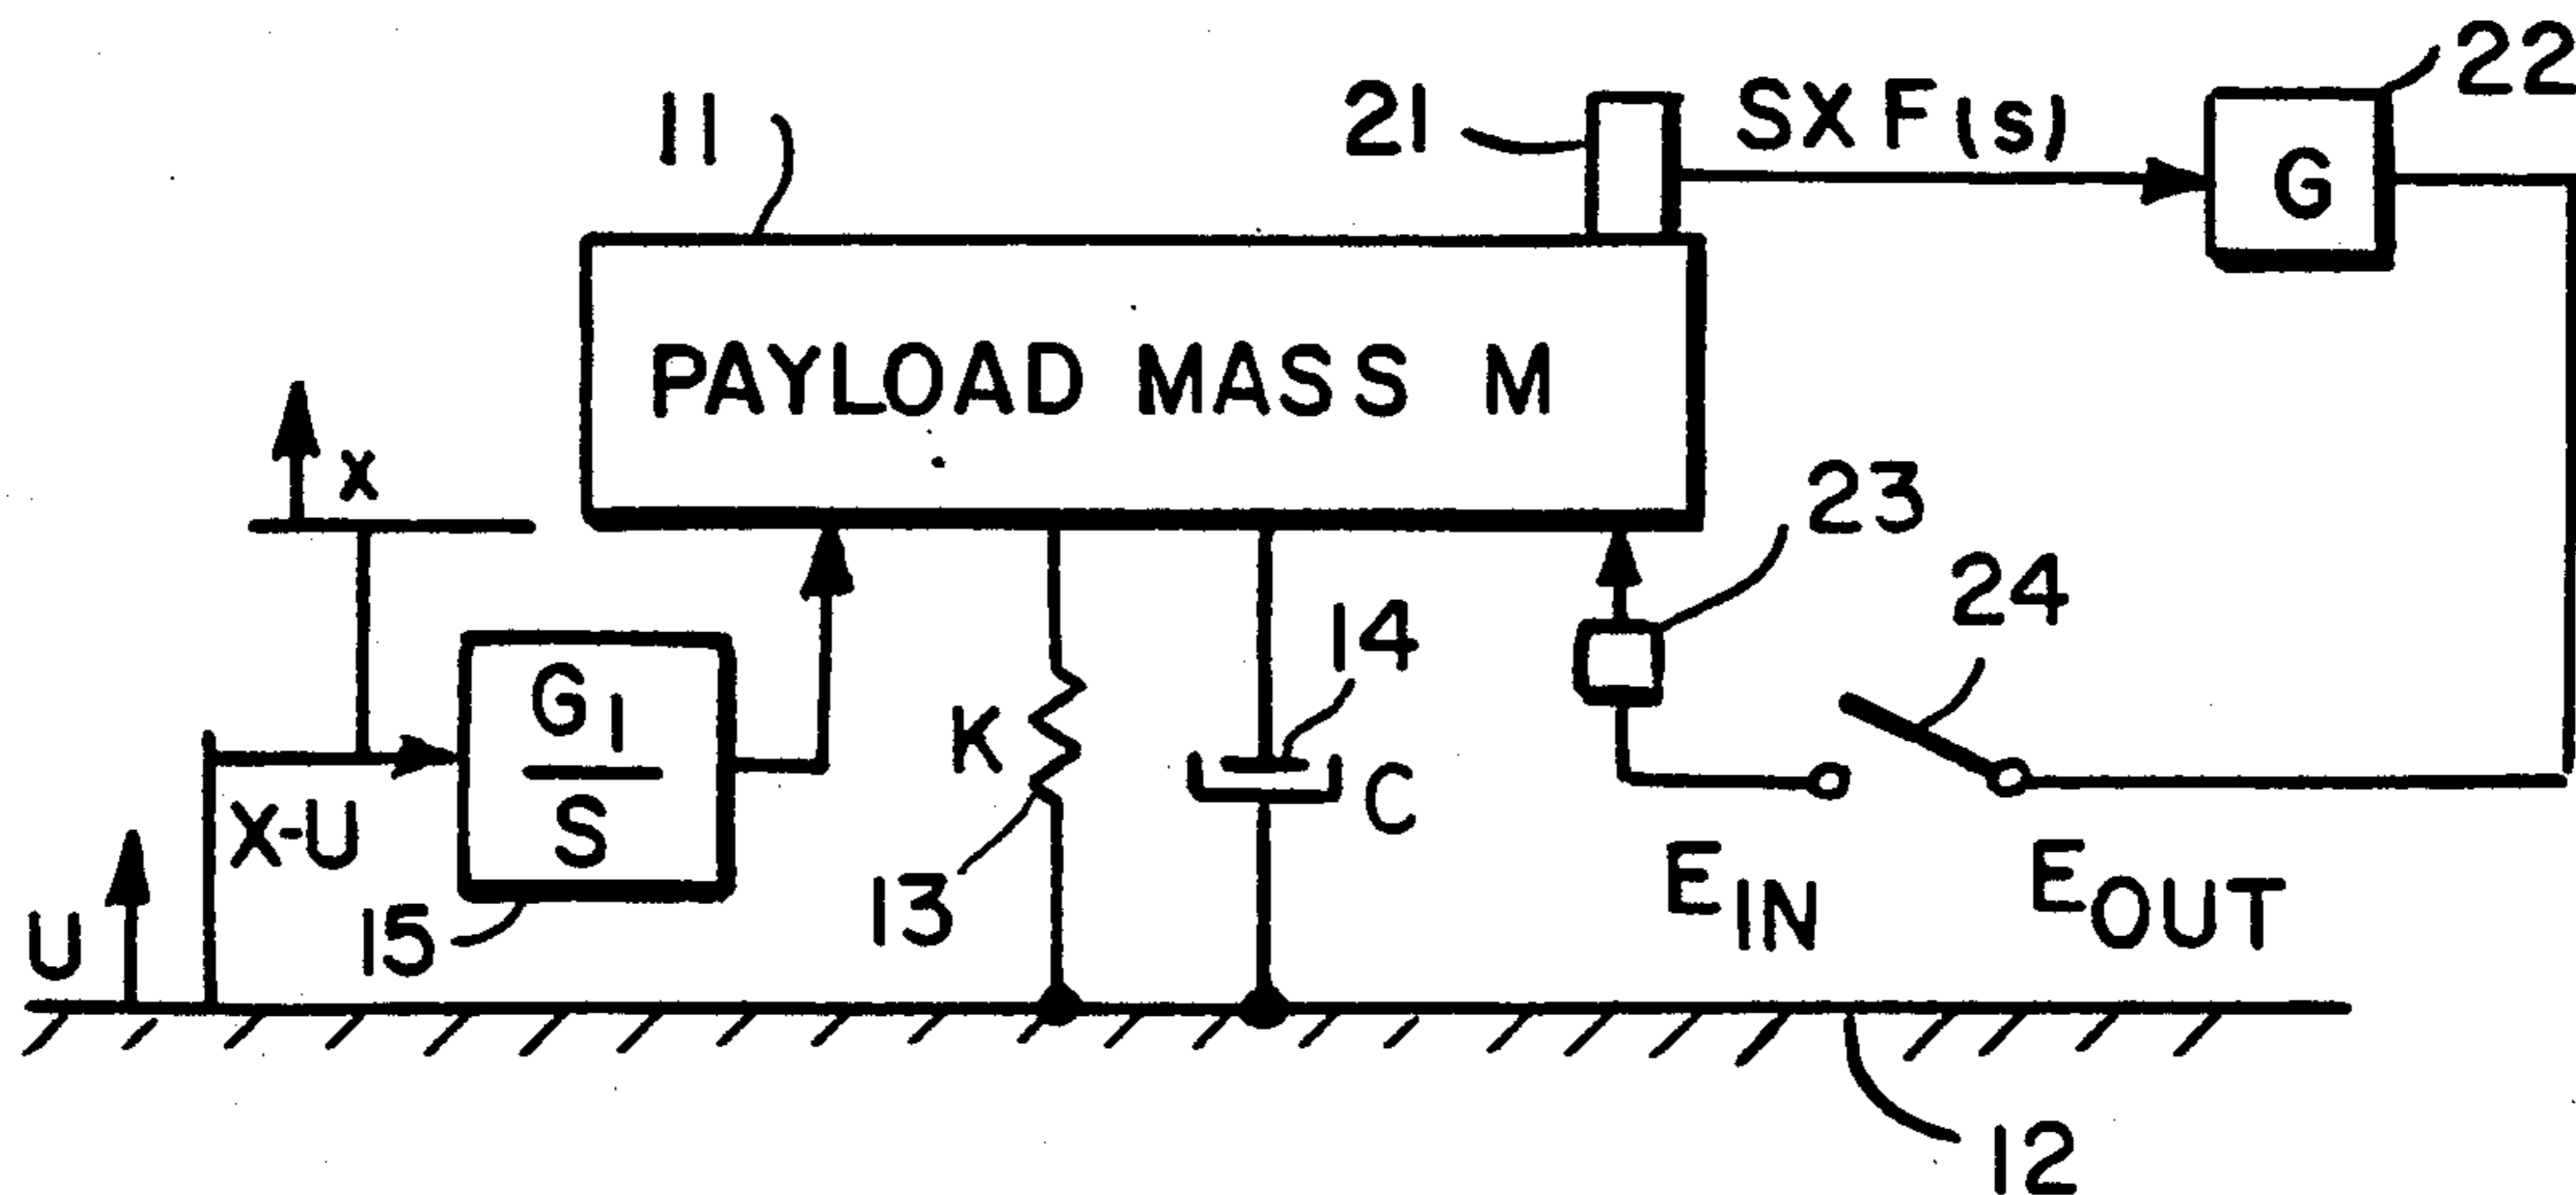 22
11
21
SXF(s)
G
PAYLOAD MASS M
x
23
24
14
G1
S
K
C
X-U
13
15
U
EIN
EOUT
12